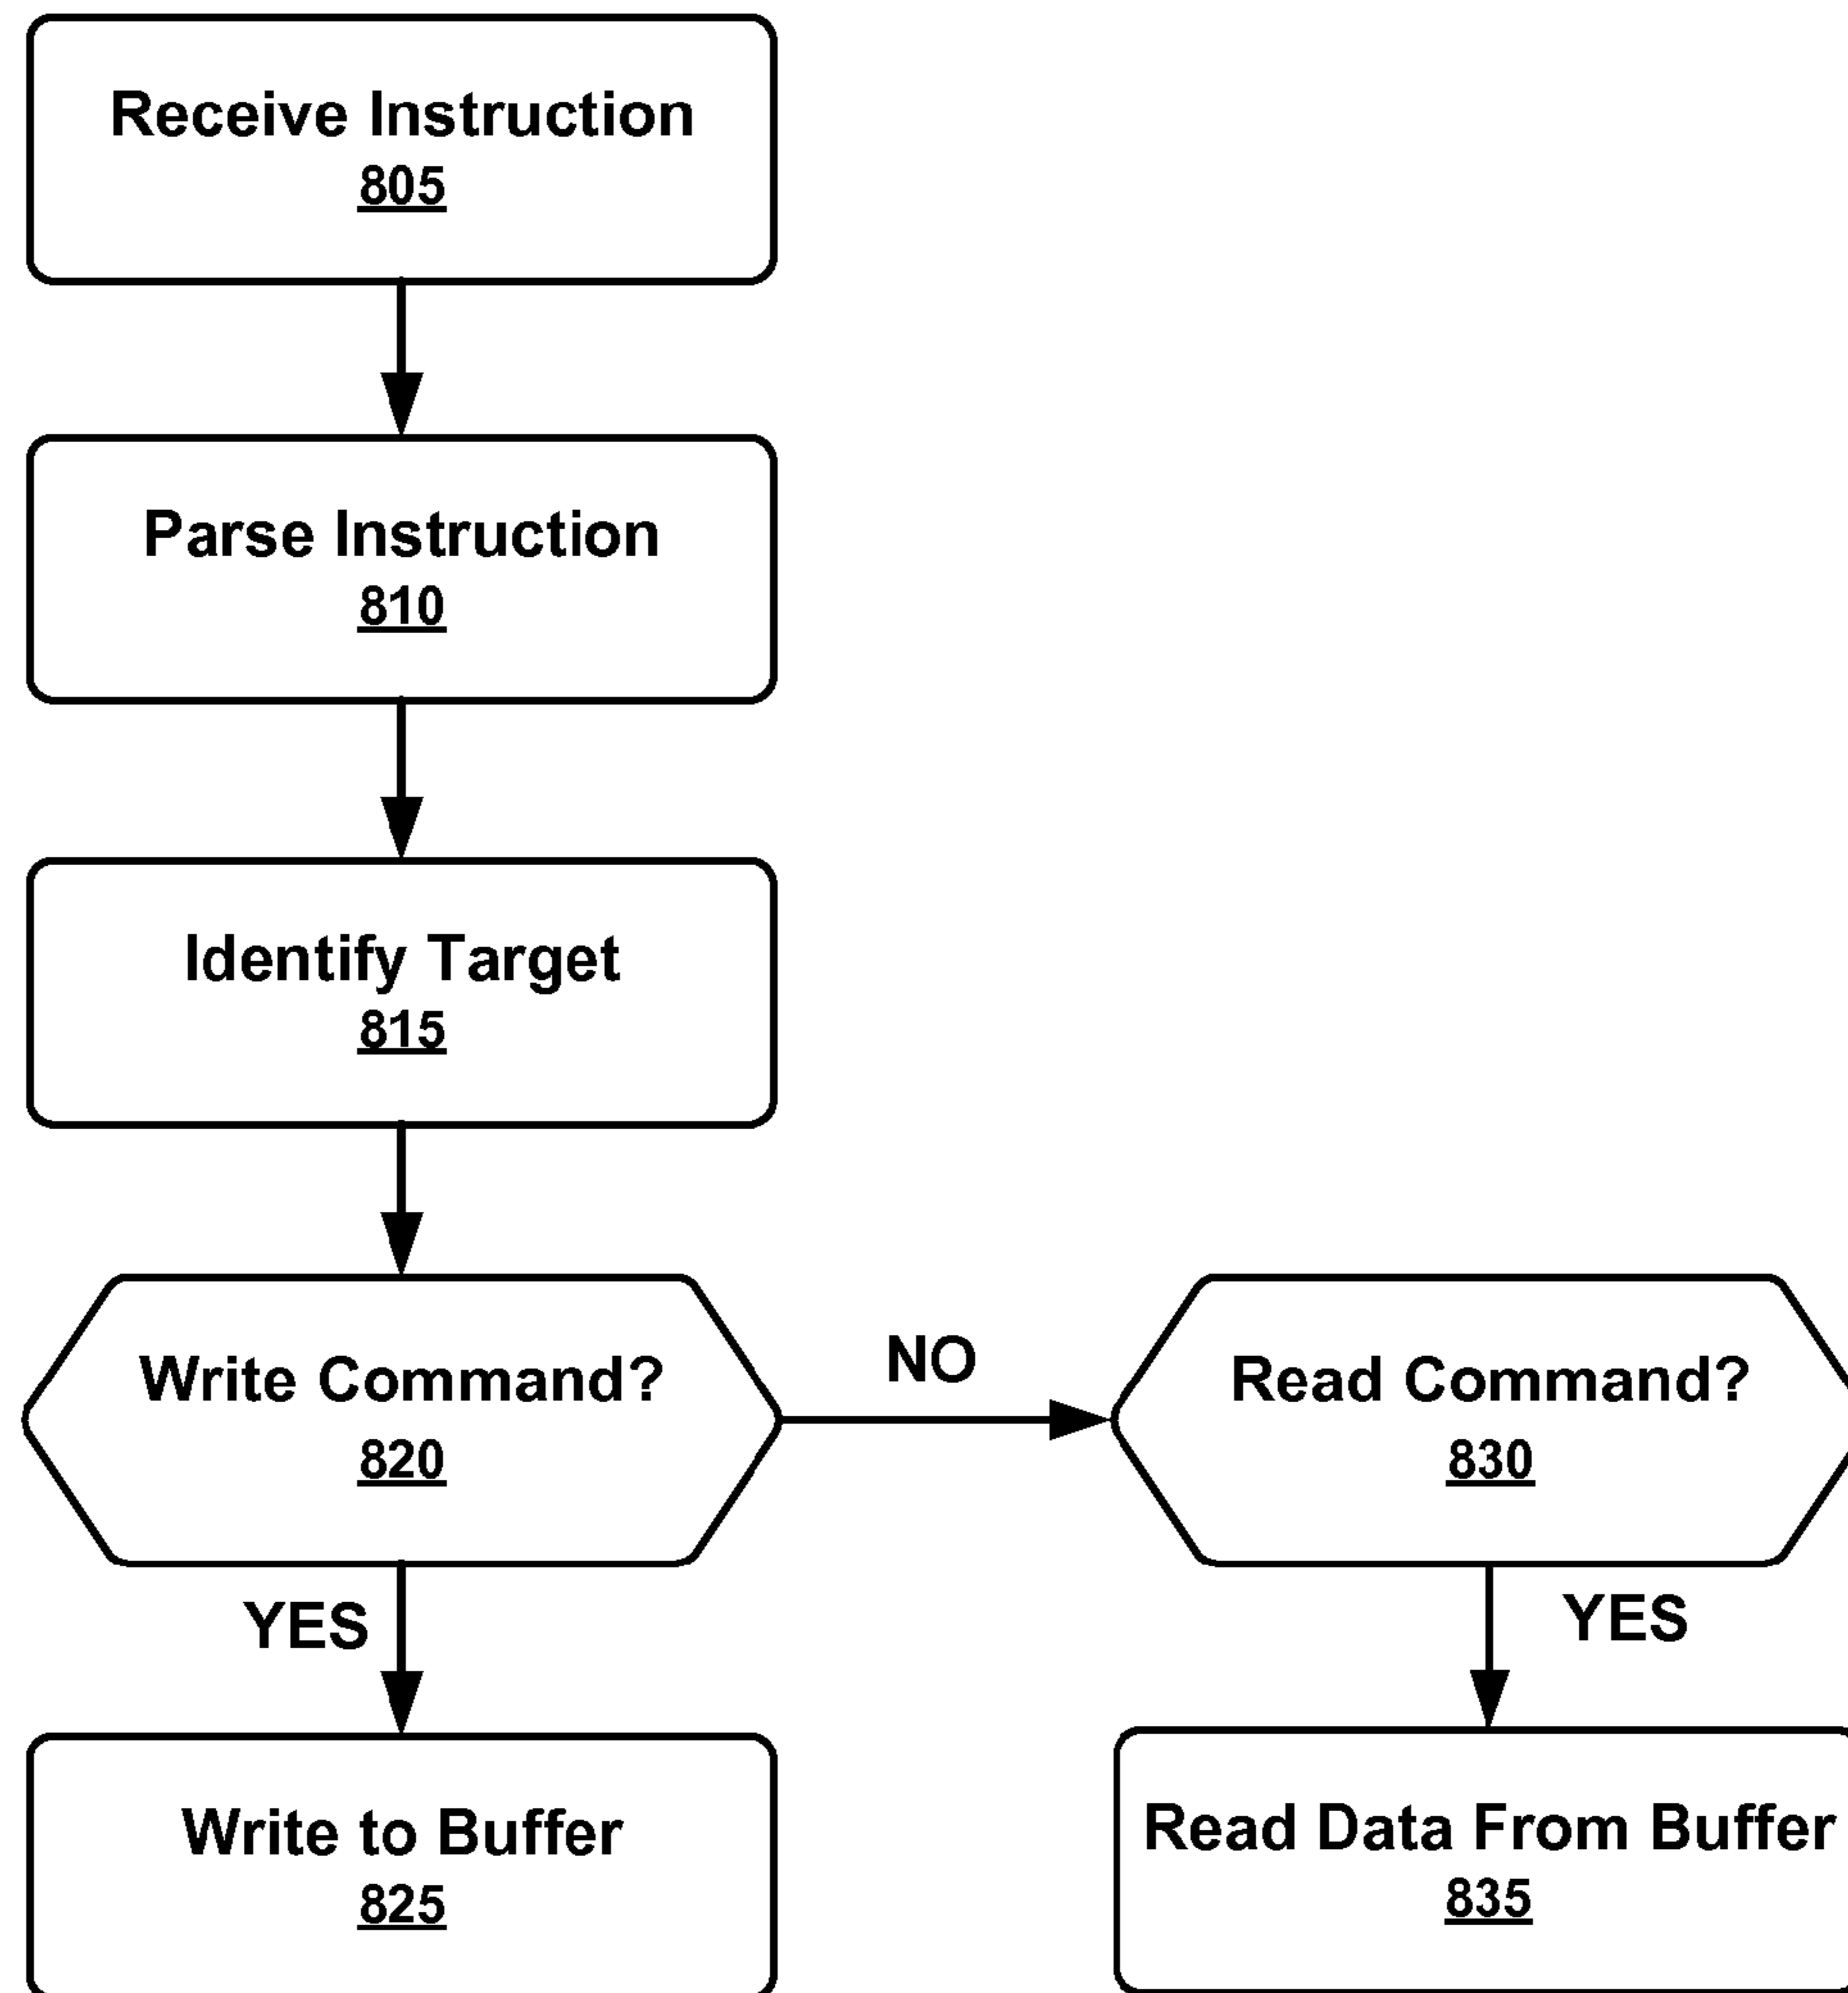 Receive Instruction
805
Parse Instruction
810
Identify Target
815
Write Command?
820
NO
Read Command?
830
YES
YES
Write to Buffer
825
Read Data From Buffer
835